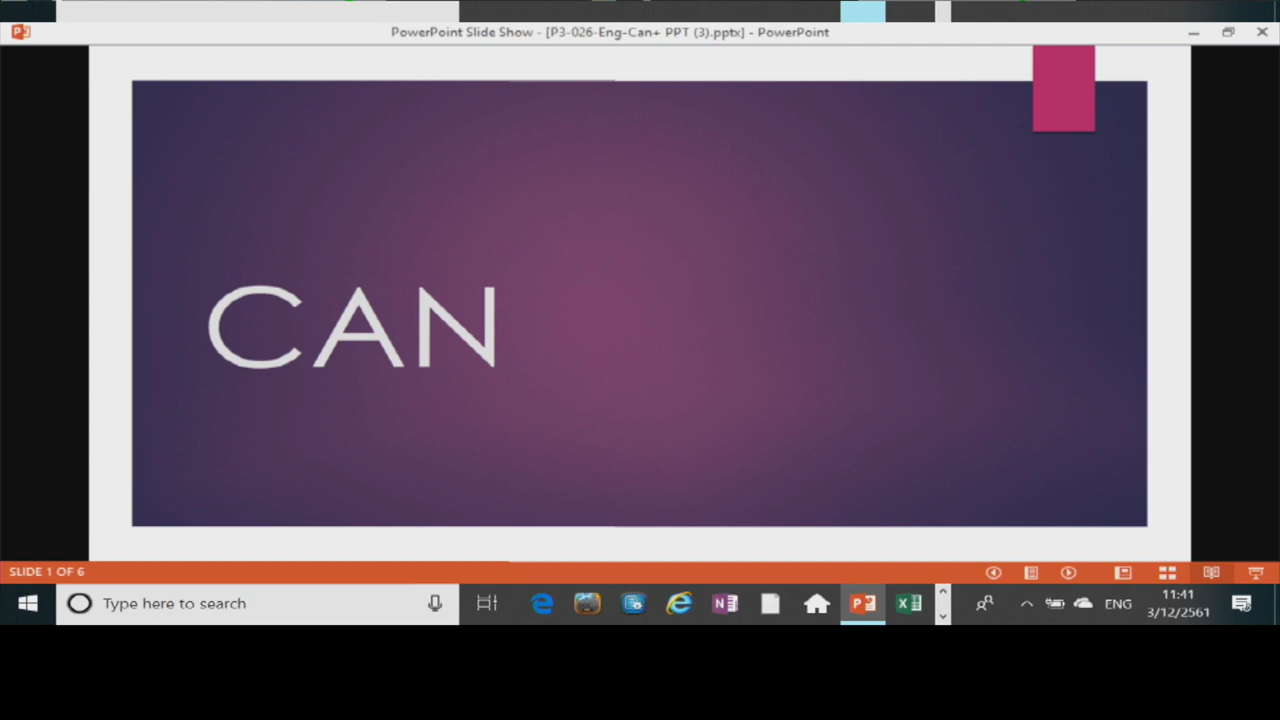 PowerPoint Slide Show - [P3-026-Eng-Can+ PPT (3).pptx] - PowerPoint
CAN
SLIDE 1 OF 6
Type here to search
ENG
11:41
3/12/2561